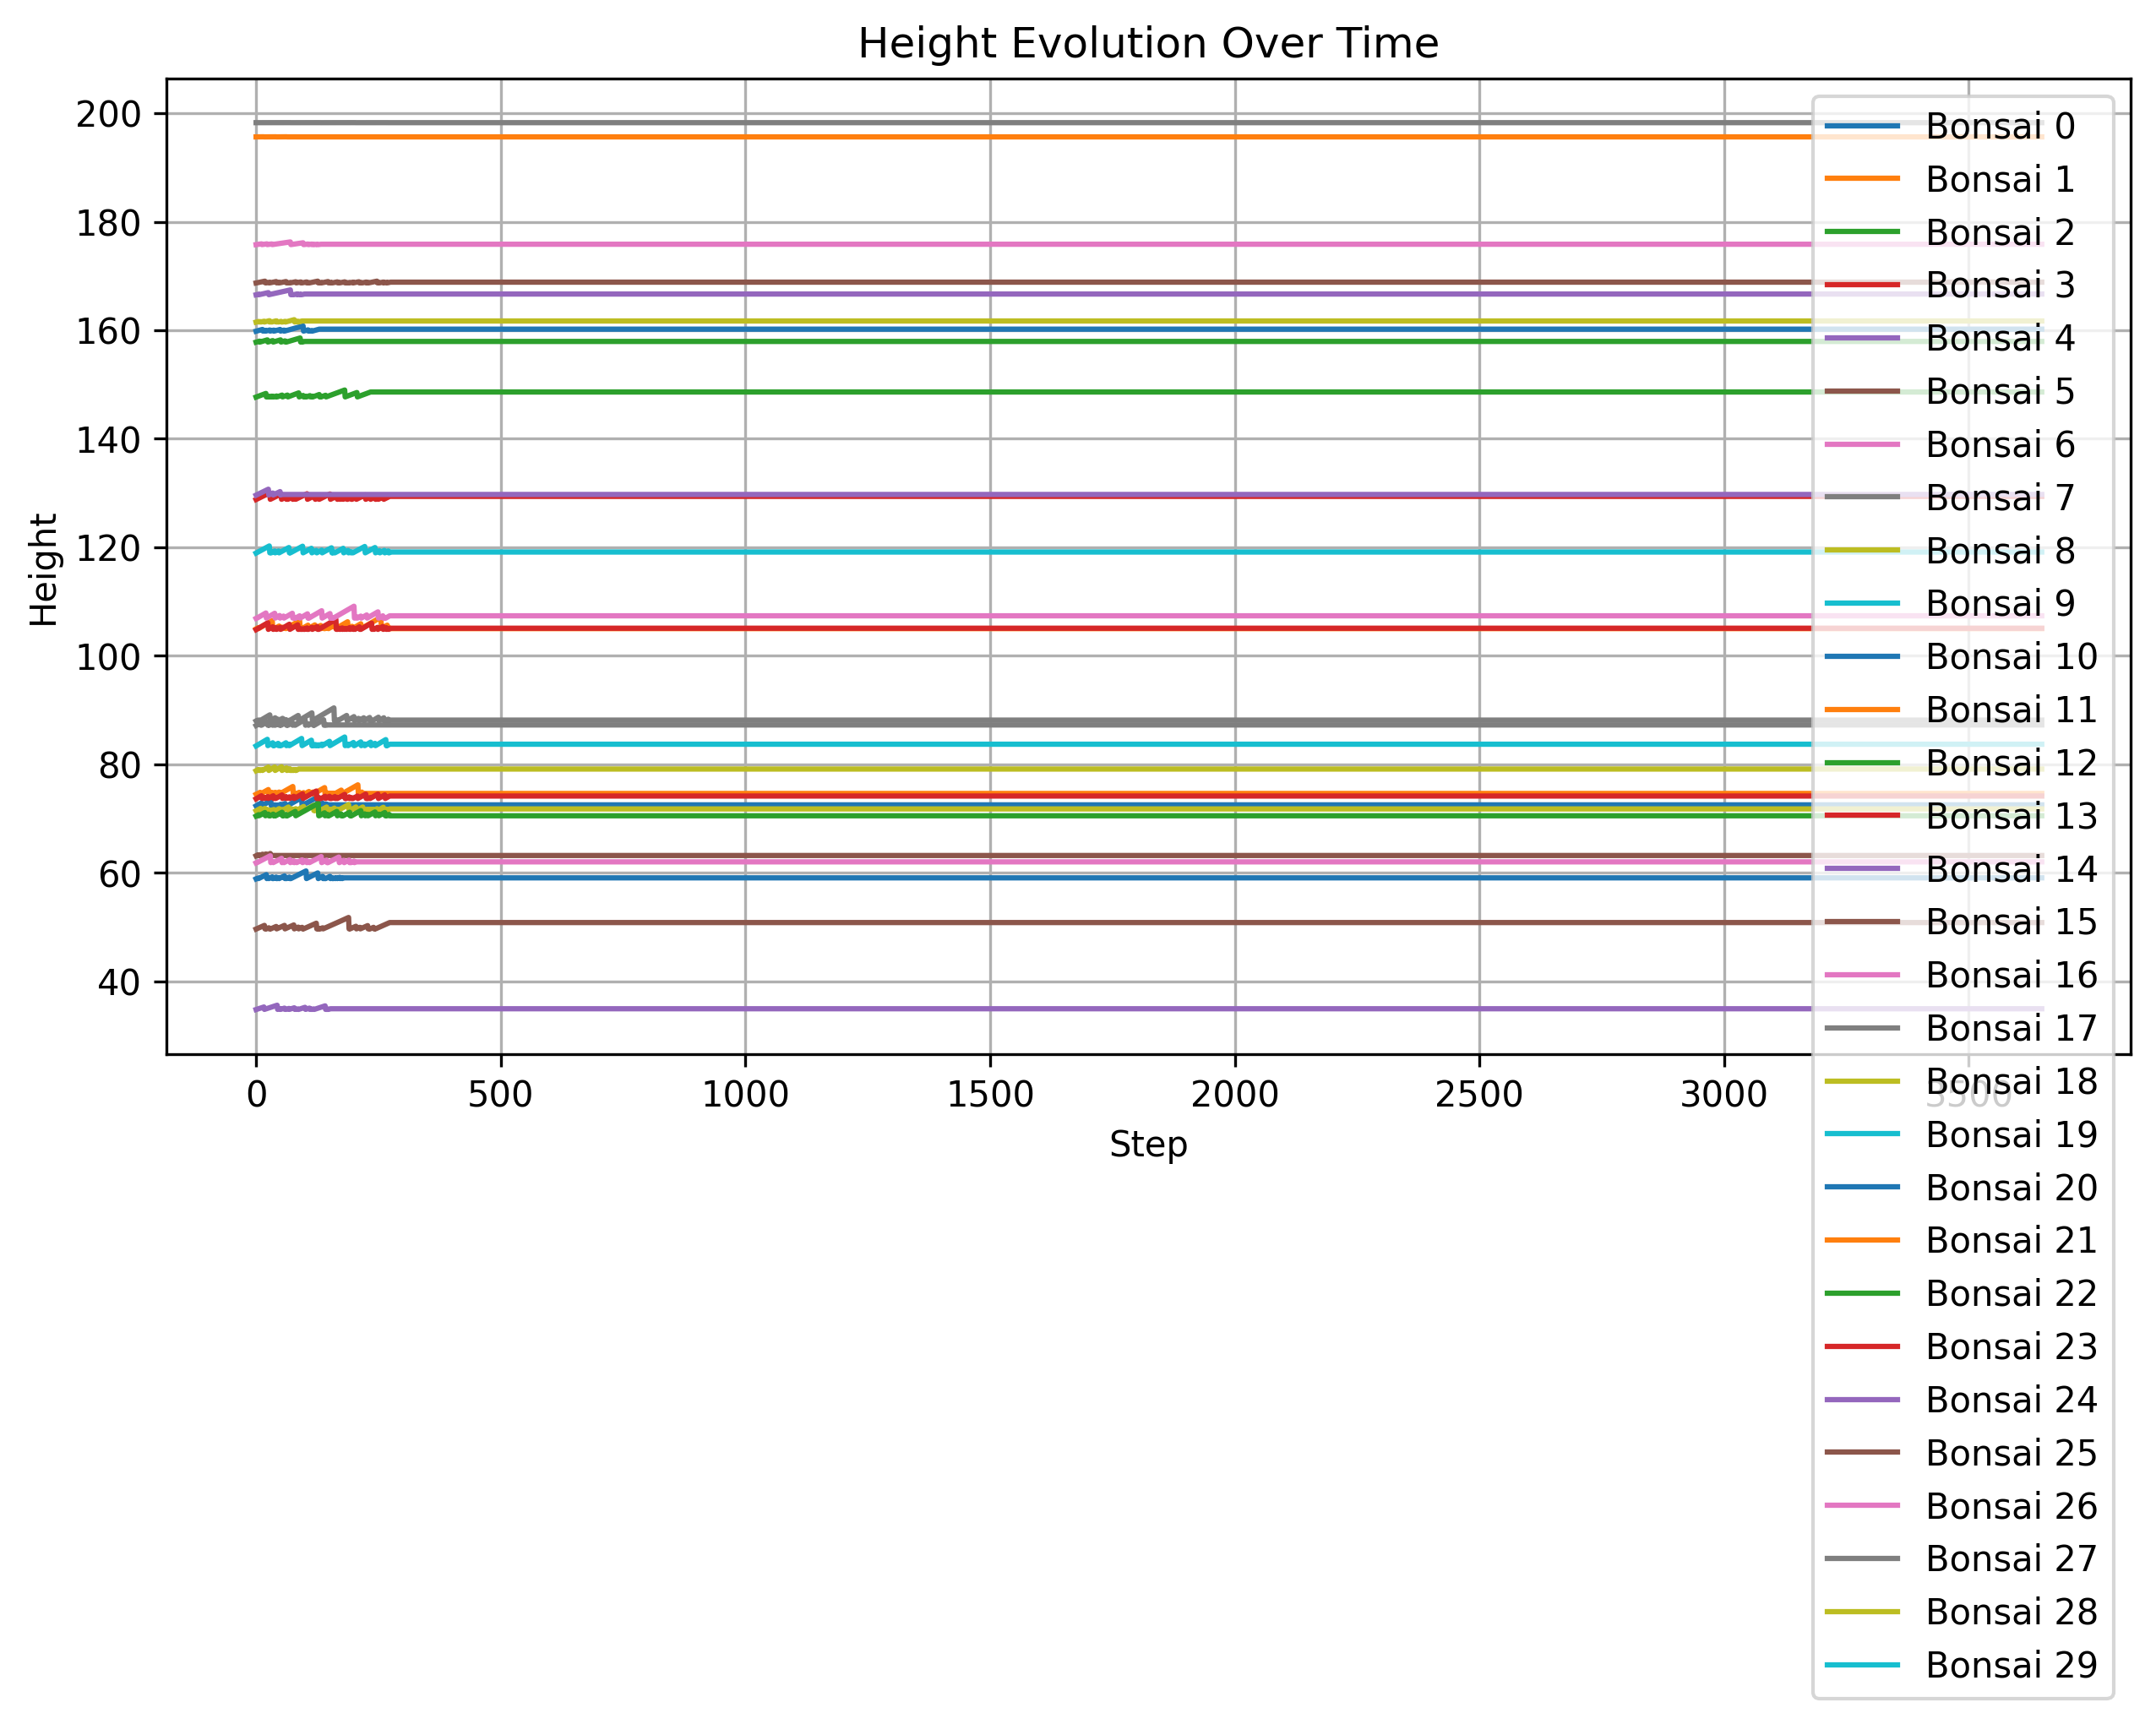 Height Evolution Over Time
Height
200
180
160
140
120
100
80
60
40
0
500
1000
1500
2000
2500
3000
3500
Step
Bonsai 0
Bonsai 1
Bonsai 2
Bonsai 3
Bonsai 4
Bonsai 5
Bonsai 6
Bonsai 7
Bonsai 8
Bonsai 9
Bonsai 10
Bonsai 11
Bonsai 12
Bonsai 13
Bonsai 14
Bonsai 15
Bonsai 16
Bonsai 17
Bonsai 18
Bonsai 19
Bonsai 20
Bonsai 21
Bonsai 22
Bonsai 23
Bonsai 24
Bonsai 25
Bonsai 26
Bonsai 27
Bonsai 28
Bonsai 29